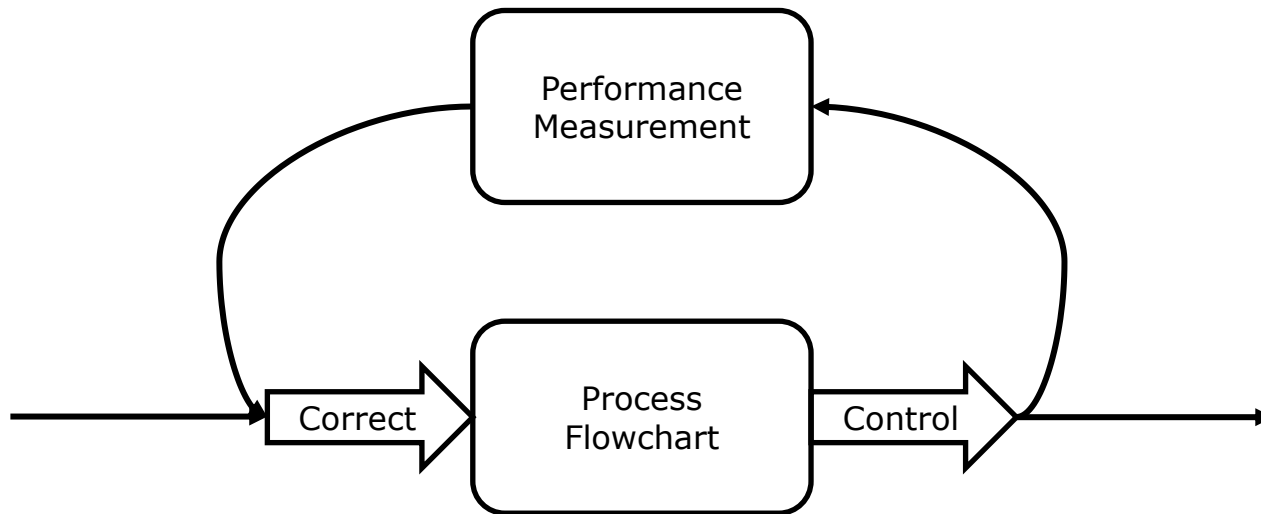 Performance
Measurement
Correct
Process
Flowchart
Control